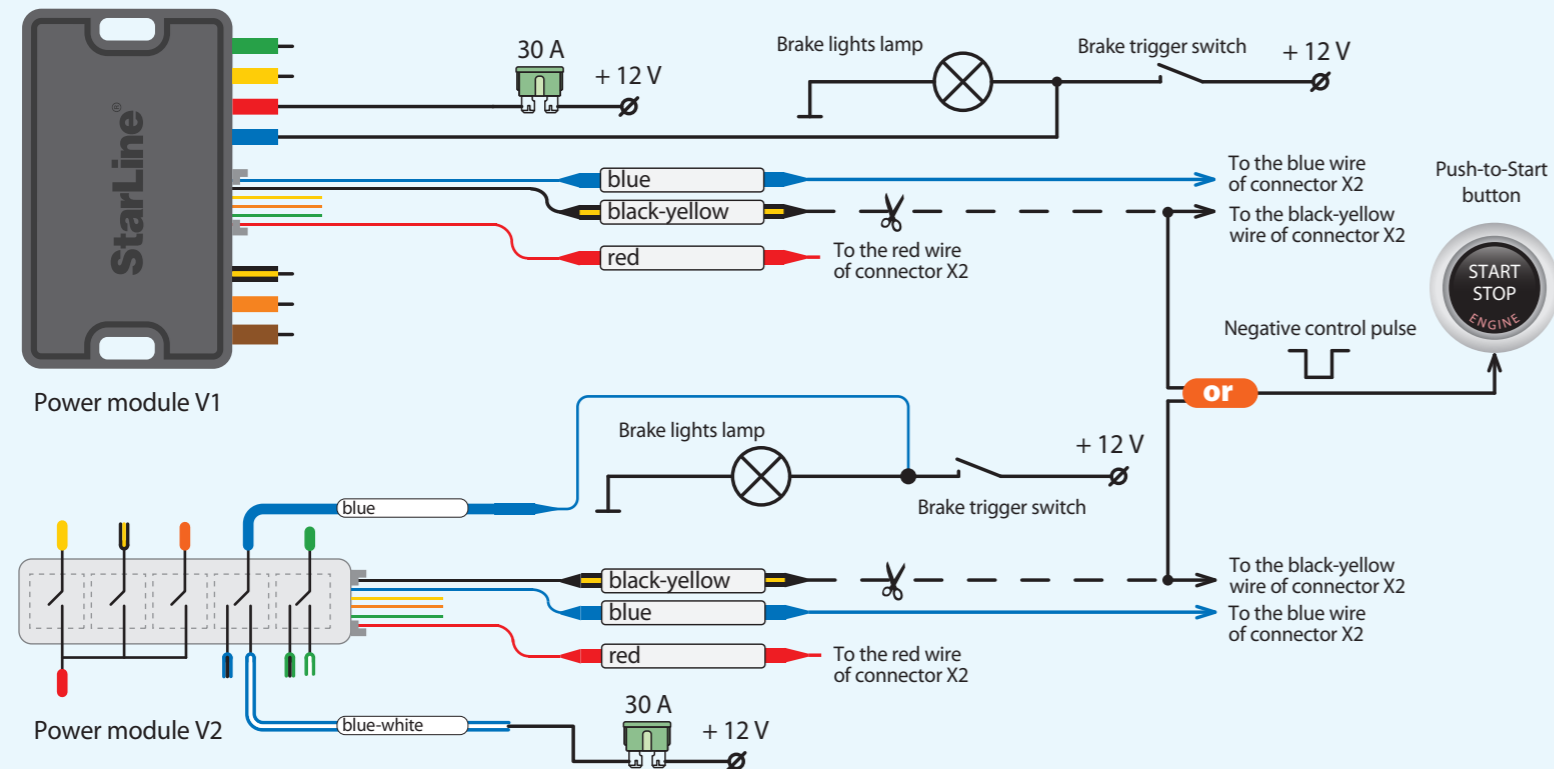 30 A
+ 12 V
Brake lights lamp
Brake trigger switch
+ 12 V
StarLine®
blue
To the blue wire
of connector X2
black-yellow
To the black-yellow
wire of connector X2
red
To the red wire
of connector X2
Push-to-Start
button
START
STOP
ENGINE
Negative control pulse
or
Power module V1
Brake lights lamp
+ 12 V
Brake trigger switch
blue
black-yellow
To the black-yellow
wire of connector X2
blue
To the blue wire
of connector X2
red
To the red wire
of connector X2
Power module V2
blue-white
30 A
+ 12 V